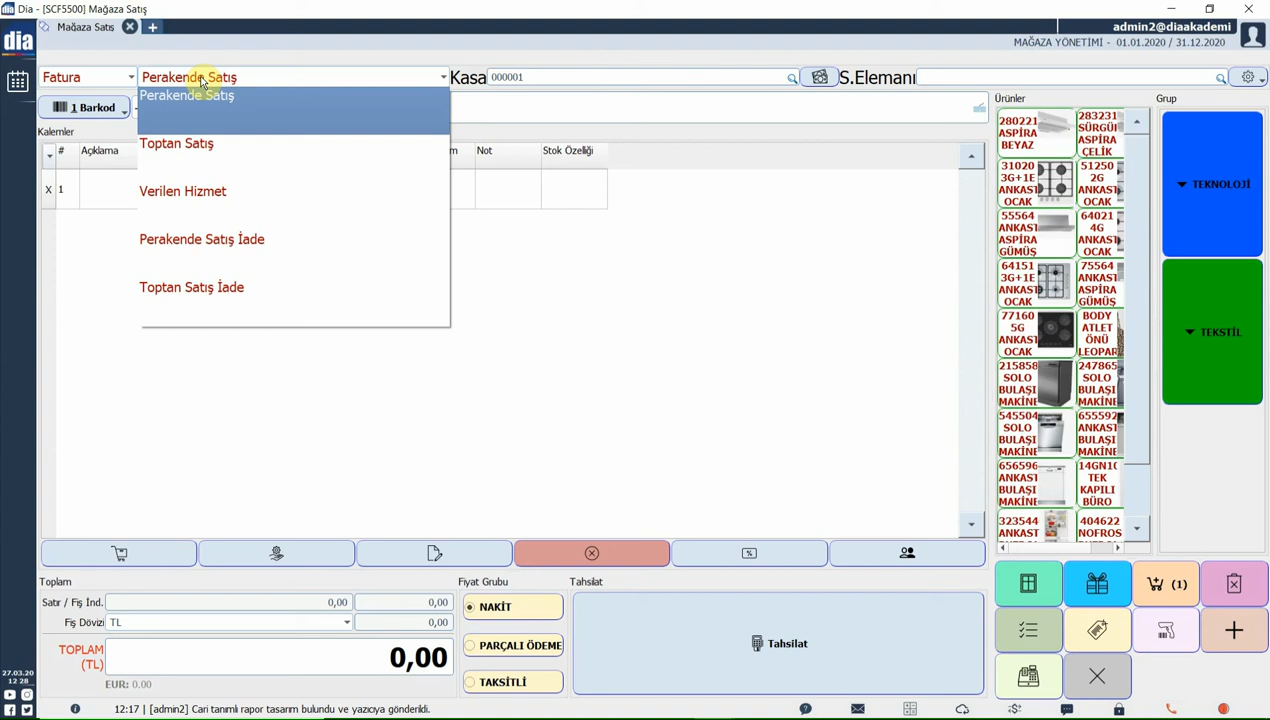 Dia - [SCF5500] Mağaza Satış
dia
Mağaza Satış
admin2@diaakademi
MAĞAZA YÖNETİMİ - 01.01.2020 / 31.12.2020
Fatura
Perakende Satış
Kasa
000001
S.Elemanı
1 Barkod
Perakende Satış
Toptan Satış
Verilen Hizmet
Perakende Satış İade
Toptan Satış İade
Kalemler
#
Açıklama
Not
Stok Özelliği
X
1
Ürünler
Grup
280221
ASPİRA
BEYAZ
283231
SÜRGÜ
ASPİRA
ÇELİK
31020
3G+1E
ANKAST
OCAK
51250
2G
ANKAST
OCAK
55564
ANKAST
ASPİRA
GÜMÜŞ
64021
4G
ANKAST
OCAK
64151
3G+1E
ANKAST
OCAK
75564
ANKAST
ASPİRA
GÜMÜŞ
77160
5G
ANKAST
OCAK
BODY
ATLET
ÖNÜ
LEOPAR
215858
SOLO
BULAŞI
MAKİNE
247865
SOLO
BULAŞI
MAKİNE
545504
SOLO
BULAŞI
MAKİNE
655592
ANKAST
BULAŞI
MAKİNE
656596
ANKAST
BULAŞI
MAKİNE
14GN10
TEK
KAPILI
BÜRO
323544
404622
NOFROS
TEKNOLOJİ
TEKSTİL
Toplam
Satır / Fiş İnd.
0,00
0,00
Fiş Dövizi
TL
0,00
TOPLAM
(TL)
0,00
EUR: 0.00
Fiyat Grubu
NAKİT
PARÇALI ÖDEME
TAKSİTLİ
Tahsilat
Tahsilat
(1)
27.03.20
12 28
12:17 | [admin2] Cari tanımlı rapor tasarım bulundu ve yazıcıya gönderildi.